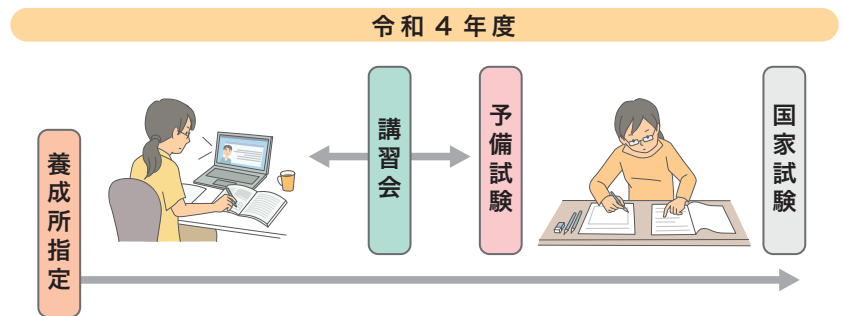 令和 4 年度
養成所指定
講習会
予備試験
国家試験